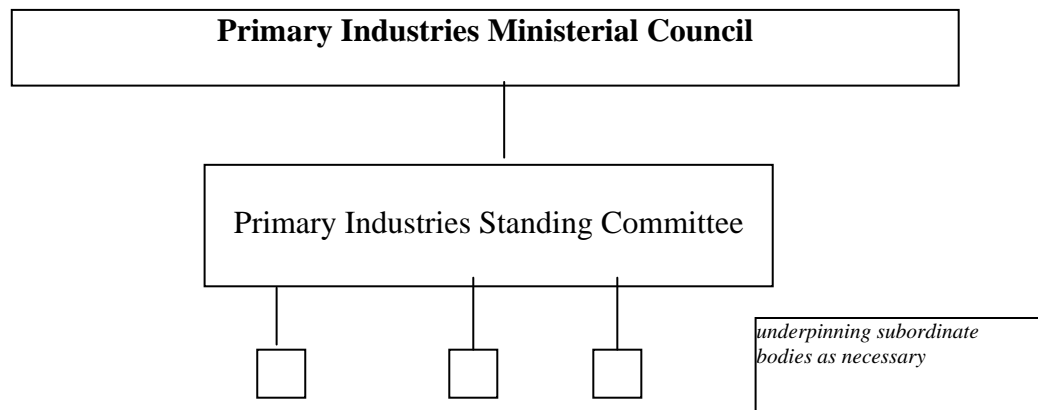 Primary Industries Ministerial Council
Primary Industries Standing Committee
underpinning subordinate
bodies as necessary